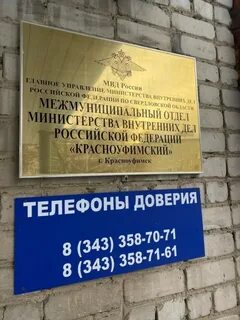 МВД России
ГЛАВНОЕ УПРАВЛЕНИЕ МИНИСТЕРСТВА ВНУТРЕННИХ ДЕЛ
РОССИЙСКОЙ ФЕДЕРАЦИИ ПО СВЕРДЛОВСКОЙ ОБЛАСТИ
МЕЖМУНИЦИПАЛЬНЫЙ ОТДЕЛ
МИНИСТЕРСТВА ВНУТРЕННИХ ДЕЛ
РОССИЙСКОЙ ФЕДЕРАЦИИ
«КРАСНОУФИМСКИЙ»
г. Красноуфимск
ТЕЛЕФОНЫ ДОВЕРИЯ
8 (343) 358-70-71
8 (343) 358-71-61